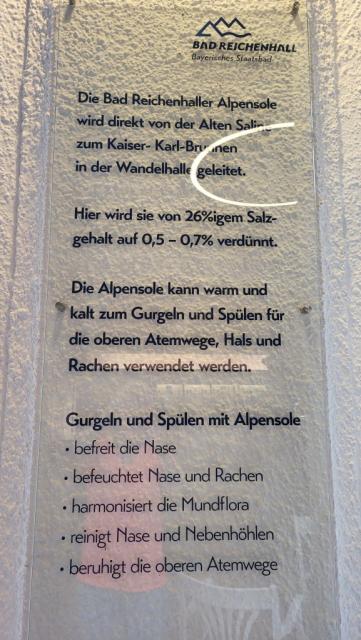 BAD REICHENHALL
Bayerisches Staatsbad
Die Bad Reichenhaller Alpensole
wird direkt von der Alten Saline
zum Kaiser- Karl-Brunnen
in der Wandelhalle geleitet.
Hier wird sie von 26%igem Salz-
gehalt auf 0,5 – 0,7% verdünnt.
Die Alpensole kann warm und
kalt zum Gurgeln und Spülen für
die oberen Atemwege, Hals und
Rachen verwendet werden.
Gurgeln und Spülen mit Alpensole
• befreit die Nase
• befeuchtet Nase und Rachen
• harmonisiert die Mundflora
• reinigt Nase und Nebenhöhlen
• beruhigt die oberen Atemwege